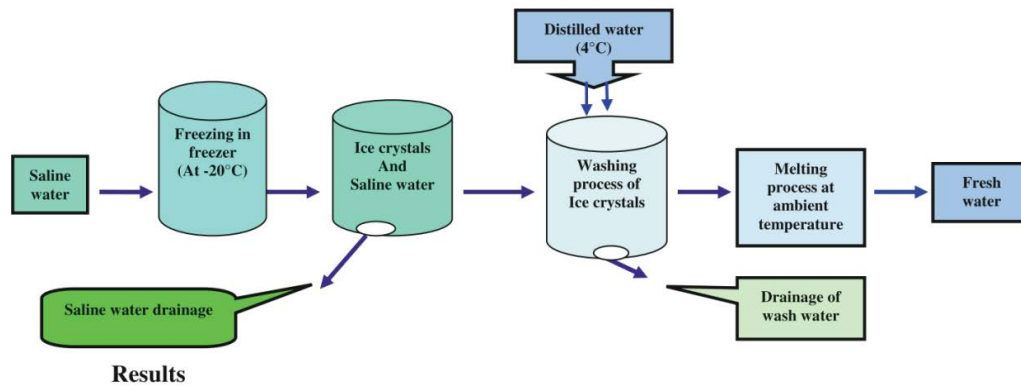 Distilled water
(4°C)
Freezing in
freezer
(At -20°C)
Ice crystals
And
Saline water
Saline
water
Washing
process of
Ice crystals
Melting
process at
ambient
temperature
Fresh
water
Saline water drainage
Drainage of
wash water
Results